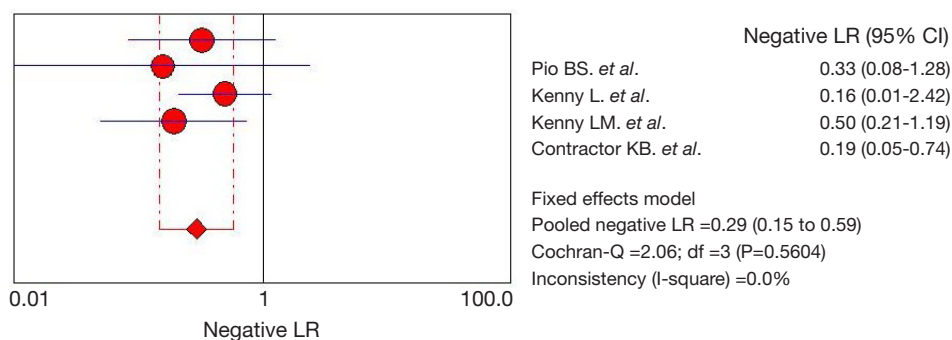 Negative LR (95% CI)
Pio BS. et al. 0.33 (0.08-1.28)
Kenny L. et al. 0.16 (0.01-2.42)
Kenny LM. et al. 0.50 (0.21-1.19)
Contractor KB. et al. 0.19 (0.05-0.74)
Fixed effects model
Pooled negative LR =0.29 (0.15 to 0.59)
Cochran-Q =2.06; df =3 (P=0.5604)
Inconsistency (I-square) =0.0%
0.01 1 100.0
Negative LR